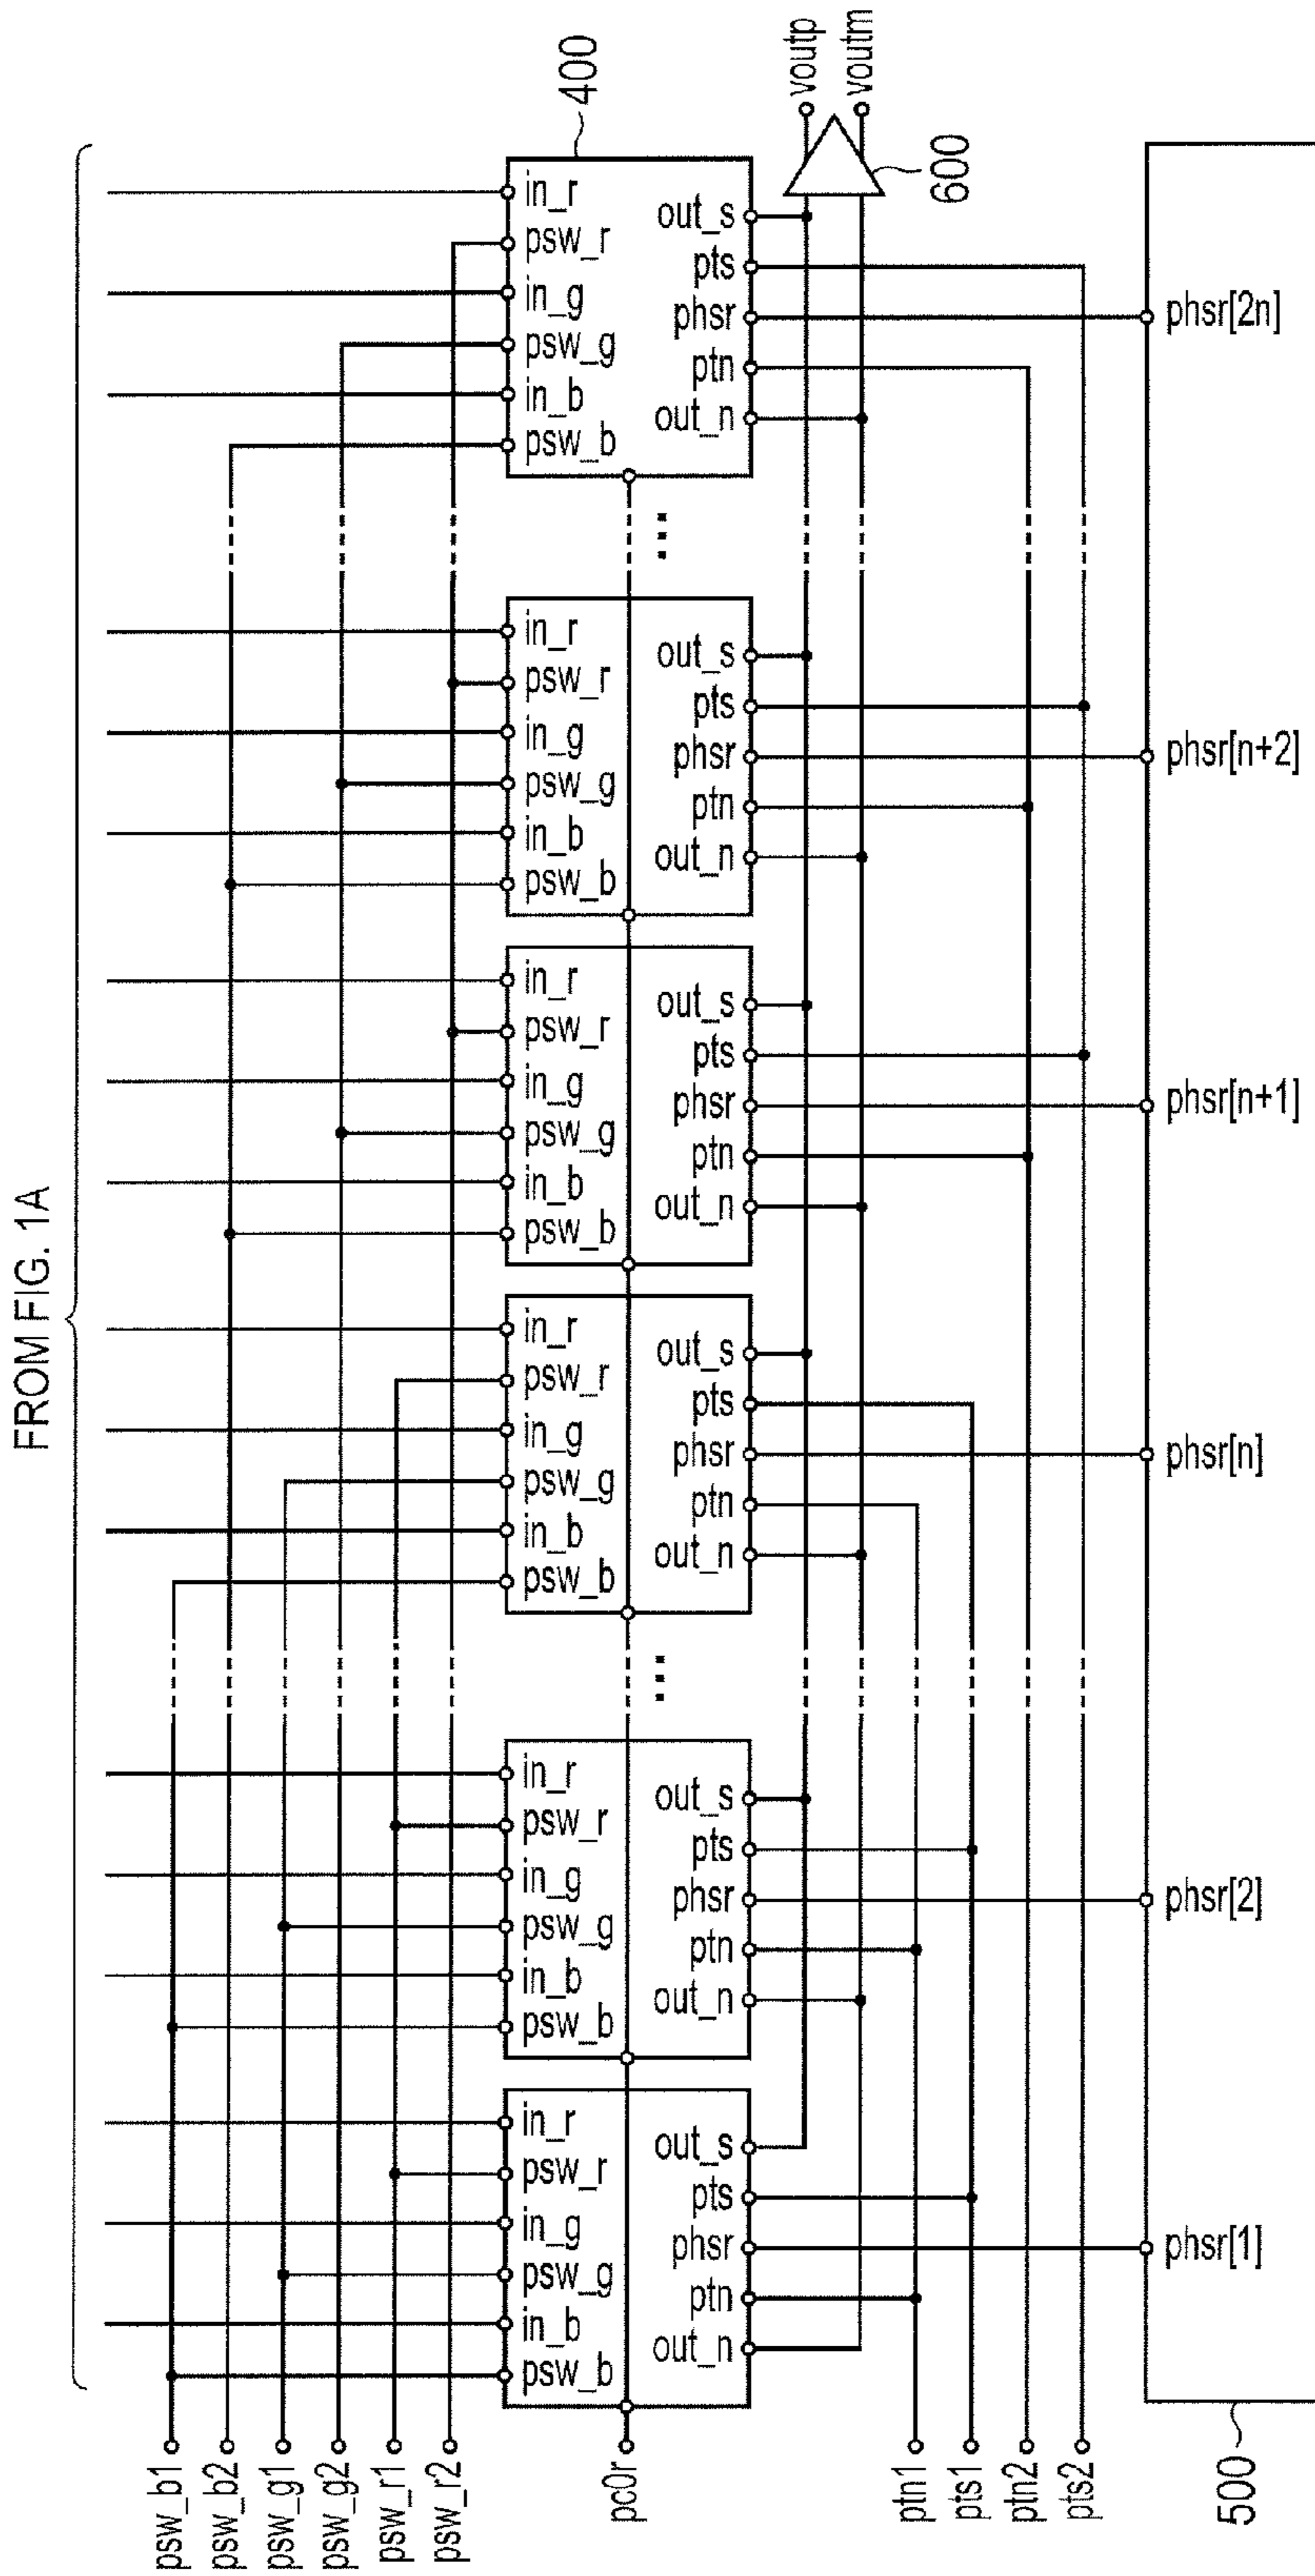 FROM FIG. 1A
psw_b1
psw_b2
psw_g1
psw_g2
psw_r1
psw_r2
pc0r
ptn1
pts1
ptn2
pts2
psw_b
in_b
psw_g
in_g
psw_r
in_r
out_n
ptn
phsr
pts
out_s
psw_b
in_b
psw_g
in_g
psw_r
in_r
out_n
ptn
phsr
pts
out_s
...
psw_b
in_b
psw_g
in_g
psw_r
in_r
out_n
ptn
phsr
pts
out_s
psw_b
in_b
psw_g
in_g
psw_r
in_r
out_n
ptn
phsr
pts
out_s
psw_b
in_b
psw_g
in_g
psw_r
in_r
out_n
ptn
phsr
pts
out_s
...
psw_b
in_b
psw_g
in_g
psw_r
in_r
out_n
ptn
phsr
pts
out_s
400
voutp
voutm
600
500
phsr[1]
phsr[2]
phsr[n]
phsr[n+1]
phsr[n+2]
phsr[2n]